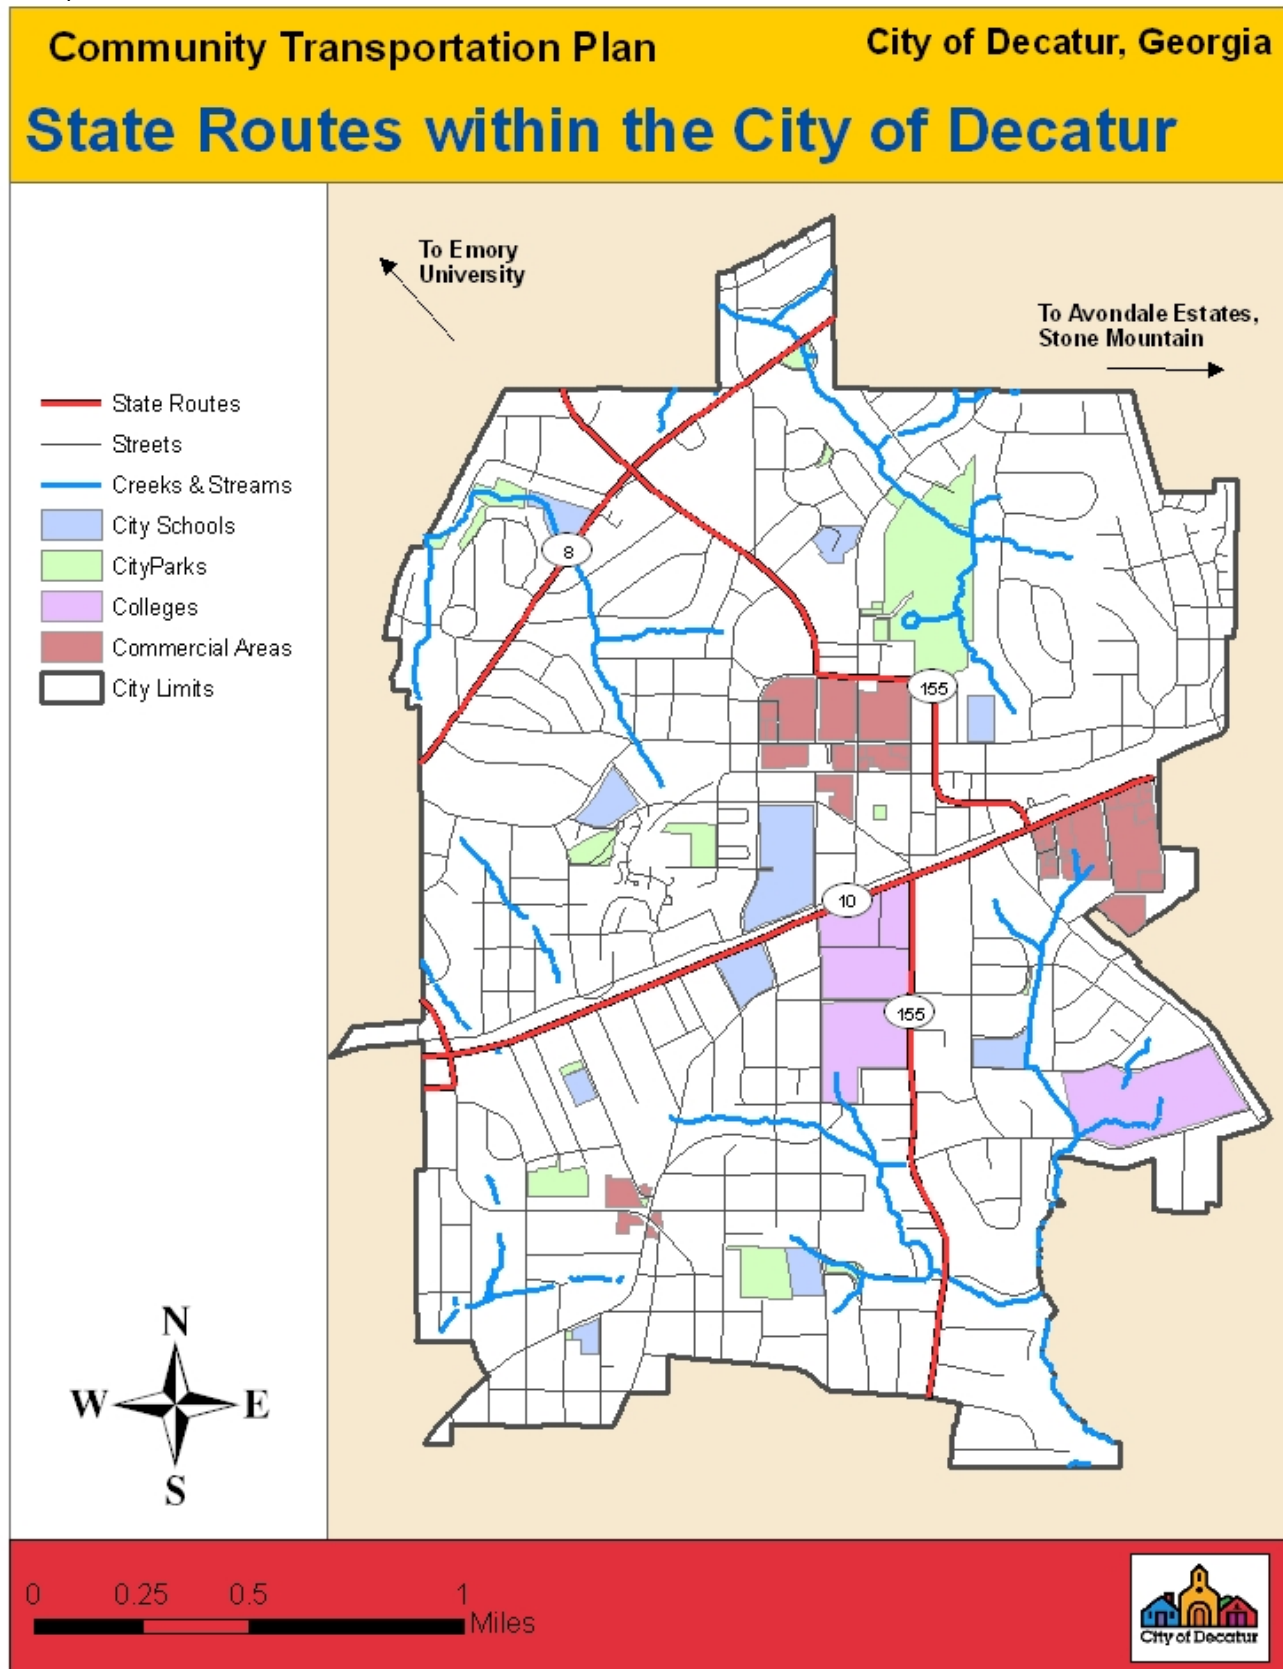 Community Transportation Plan
City of Decatur, Georgia
State Routes within the City of Decatur
To Emory
University
To Avondale Estates,
Stone Mountain
State Routes
Streets
Creeks & Streams
City Schools
CityParks
Colleges
Commercial Areas
City Limits
8
155
10
155
N
W
E
S
0
0.25
0.5
1
Miles
City of Decatur